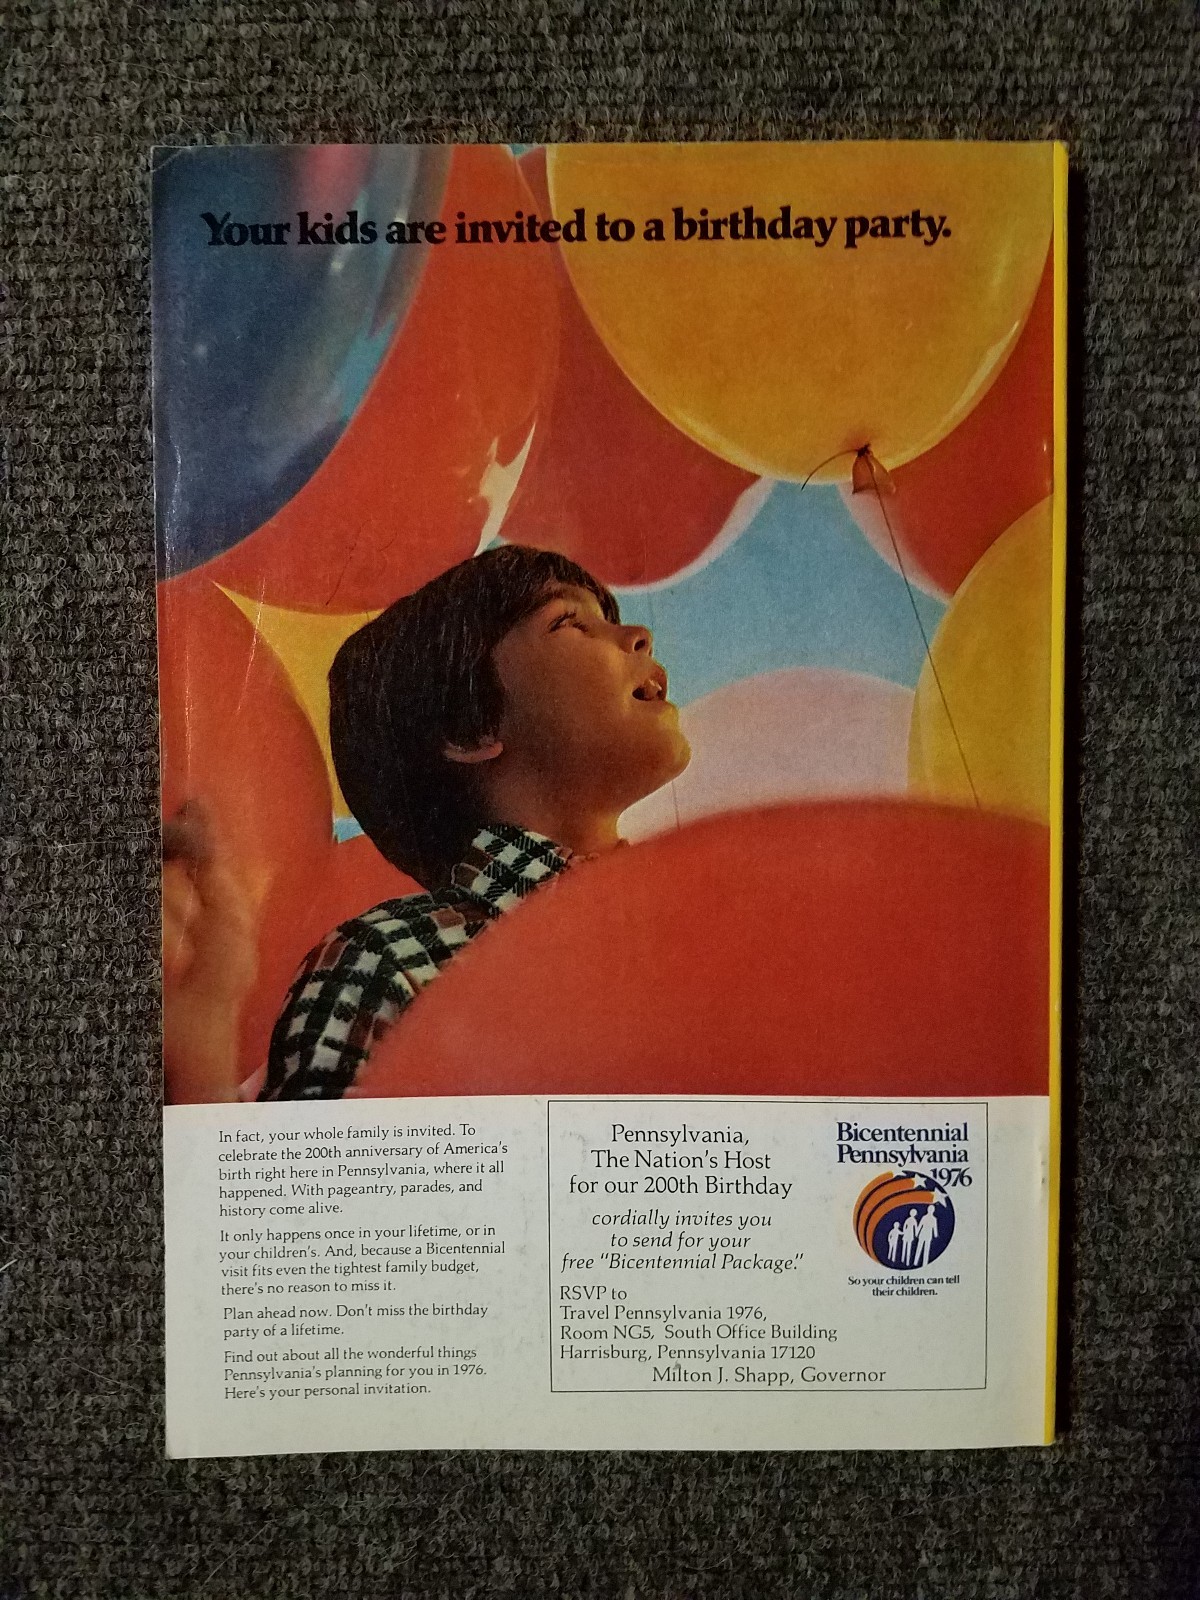 Your kids are invited to a birthday party.
In fact, your whole family is invited. To
celebrate the 200th anniversary of America's
birth right here in Pennsylvania, where it all
happened. With pageantry, parades, and
history come alive.
It only happens once in your lifetime, or in
your children's. And, because a Bicentennial
visit fits even the tightest family budget,
there's no reason to miss it.
Plan ahead now. Don't miss the birthday
party of a lifetime.
Find out about all the wonderful things
Pennsylvania's planning for you in 1976.
Here's your personal invitation.
Pennsylvania,
The Nation's Host
for our 200th Birthday
cordially invites you
to send for your
free "Bicentennial Package."
RSVP to
Travel Pennsylvania 1976,
Room NG5, South Office Building
Harrisburg, Pennsylvania 17120
Milton J. Shapp, Governor
Bicentennial
Pennsylvania
1976
So your children can tell
their children.